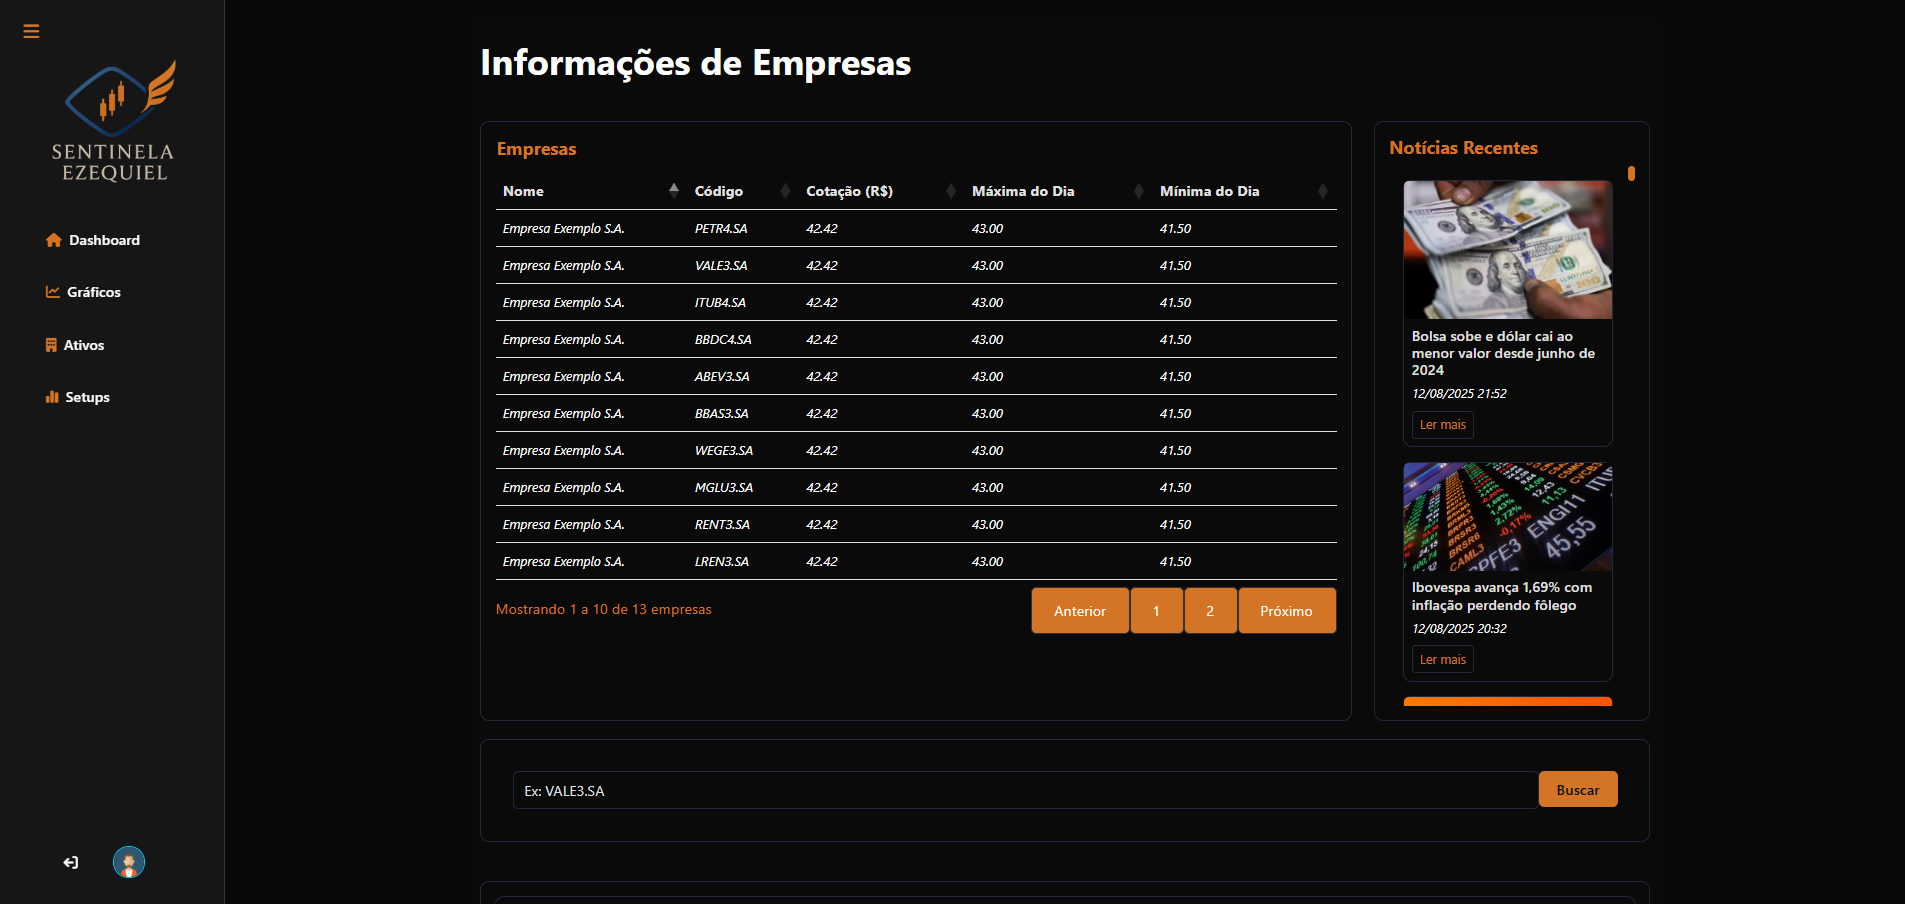 SENTINELA
EZEQUIEL
Dashboard
Gráficos
Ativos
Setups
Informações de Empresas
Empresas
Nome Código Cotação (R$) Máxima do Dia Mínima do Dia
Empresa Exemplo S.A. PETR4.SA 42.42 43.00 41.50
Empresa Exemplo S.A. VALE3.SA 42.42 43.00 41.50
Empresa Exemplo S.A. ITUB4.SA 42.42 43.00 41.50
Empresa Exemplo S.A. BBDC4.SA 42.42 43.00 41.50
Empresa Exemplo S.A. ABEV3.SA 42.42 43.00 41.50
Empresa Exemplo S.A. BBAS3.SA 42.42 43.00 41.50
Empresa Exemplo S.A. WEGE3.SA 42.42 43.00 41.50
Empresa Exemplo S.A. MGLU3.SA 42.42 43.00 41.50
Empresa Exemplo S.A. RENT3.SA 42.42 43.00 41.50
Empresa Exemplo S.A. LREN3.SA 42.42 43.00 41.50
Mostrando 1 a 10 de 13 empresas
Anterior 1 2 Próximo
Notícias Recentes
Bolsa sobe e dólar cai ao
menor valor desde junho de
2024
12/08/2025 21:52
Ler mais
ENGI11
45,55
Ibovespa avança 1,69% com
inflação perdendo fôlego
12/08/2025 20:32
Ler mais
Ex: VALE3.SA
Buscar